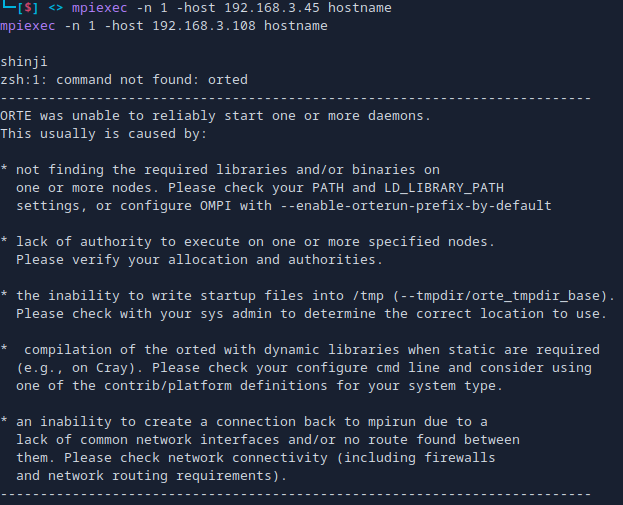 └─[$] <> mpiexec -n 1 -host 192.168.3.45 hostname
mpiexec -n 1 -host 192.168.3.108 hostname
shinji
zsh:1: command not found: orted
--------------------------------------------------------------------------
ORTE was unable to reliably start one or more daemons.
This usually is caused by:
* not finding the required libraries and/or binaries on
  one or more nodes. Please check your PATH and LD_LIBRARY_PATH
  settings, or configure OMPI with --enable-orterun-prefix-by-default
* lack of authority to execute on one or more specified nodes.
  Please verify your allocation and authorities.
* the inability to write startup files into /tmp (--tmpdir/orte_tmpdir_base).
  Please check with your sys admin to determine the correct location to use.
*  compilation of the orted with dynamic libraries when static are required
  (e.g., on Cray). Please check your configure cmd line and consider using
  one of the contrib/platform definitions for your system type.
* an inability to create a connection back to mpirun due to a
  lack of common network interfaces and/or no route found between
  them. Please check network connectivity (including firewalls
  and network routing requirements).
--------------------------------------------------------------------------